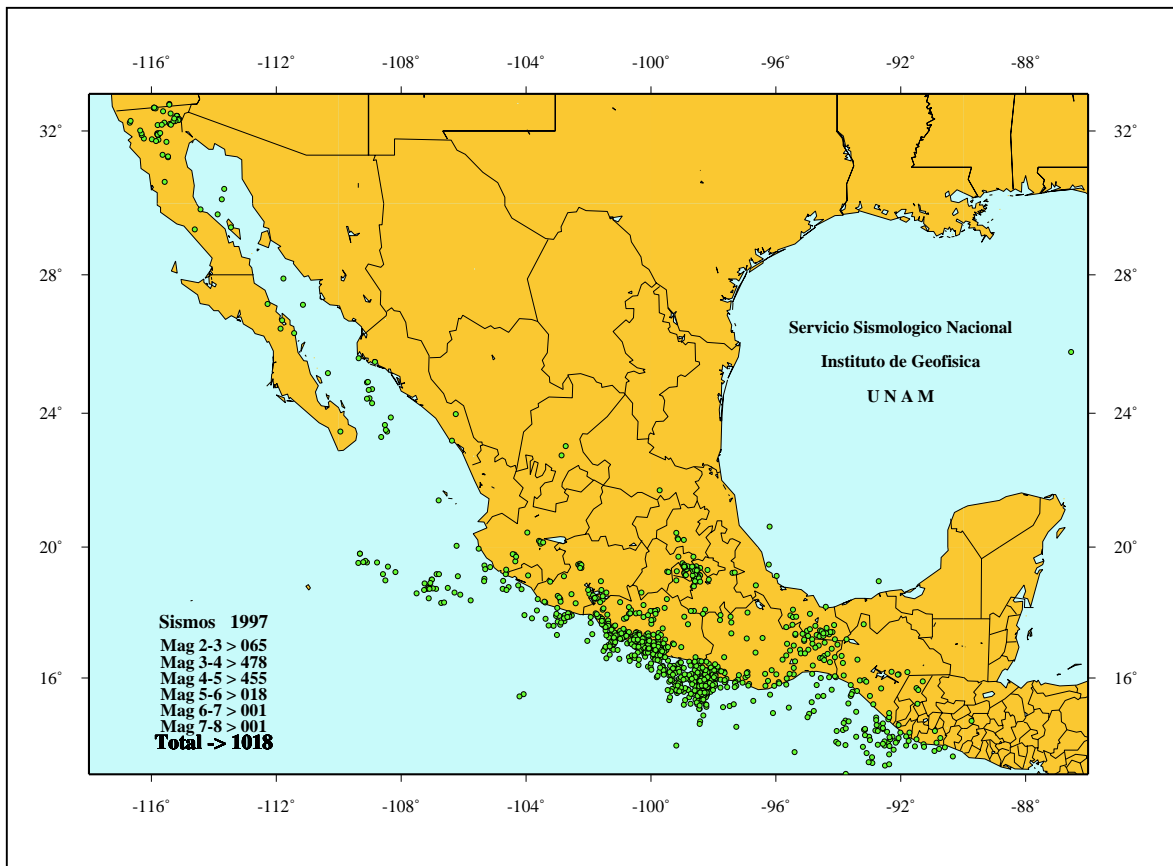 -116° -112° -108° -104° -100° -96° -92° -88°
32° 32°
28° 28°
Servicio Sismologico Nacional
Instituto de Geofisica
U N A M
24° 24°
20° 20°
Sismos 1997
Mag 2-3 > 065
Mag 3-4 > 478
Mag 4-5 > 455
16° 16°
Mag 5-6 > 018
Mag 6-7 > 001
Mag 7-8 > 001
Total -> 1018
-116° -112° -108° -104° -100° -96° -92° -88°